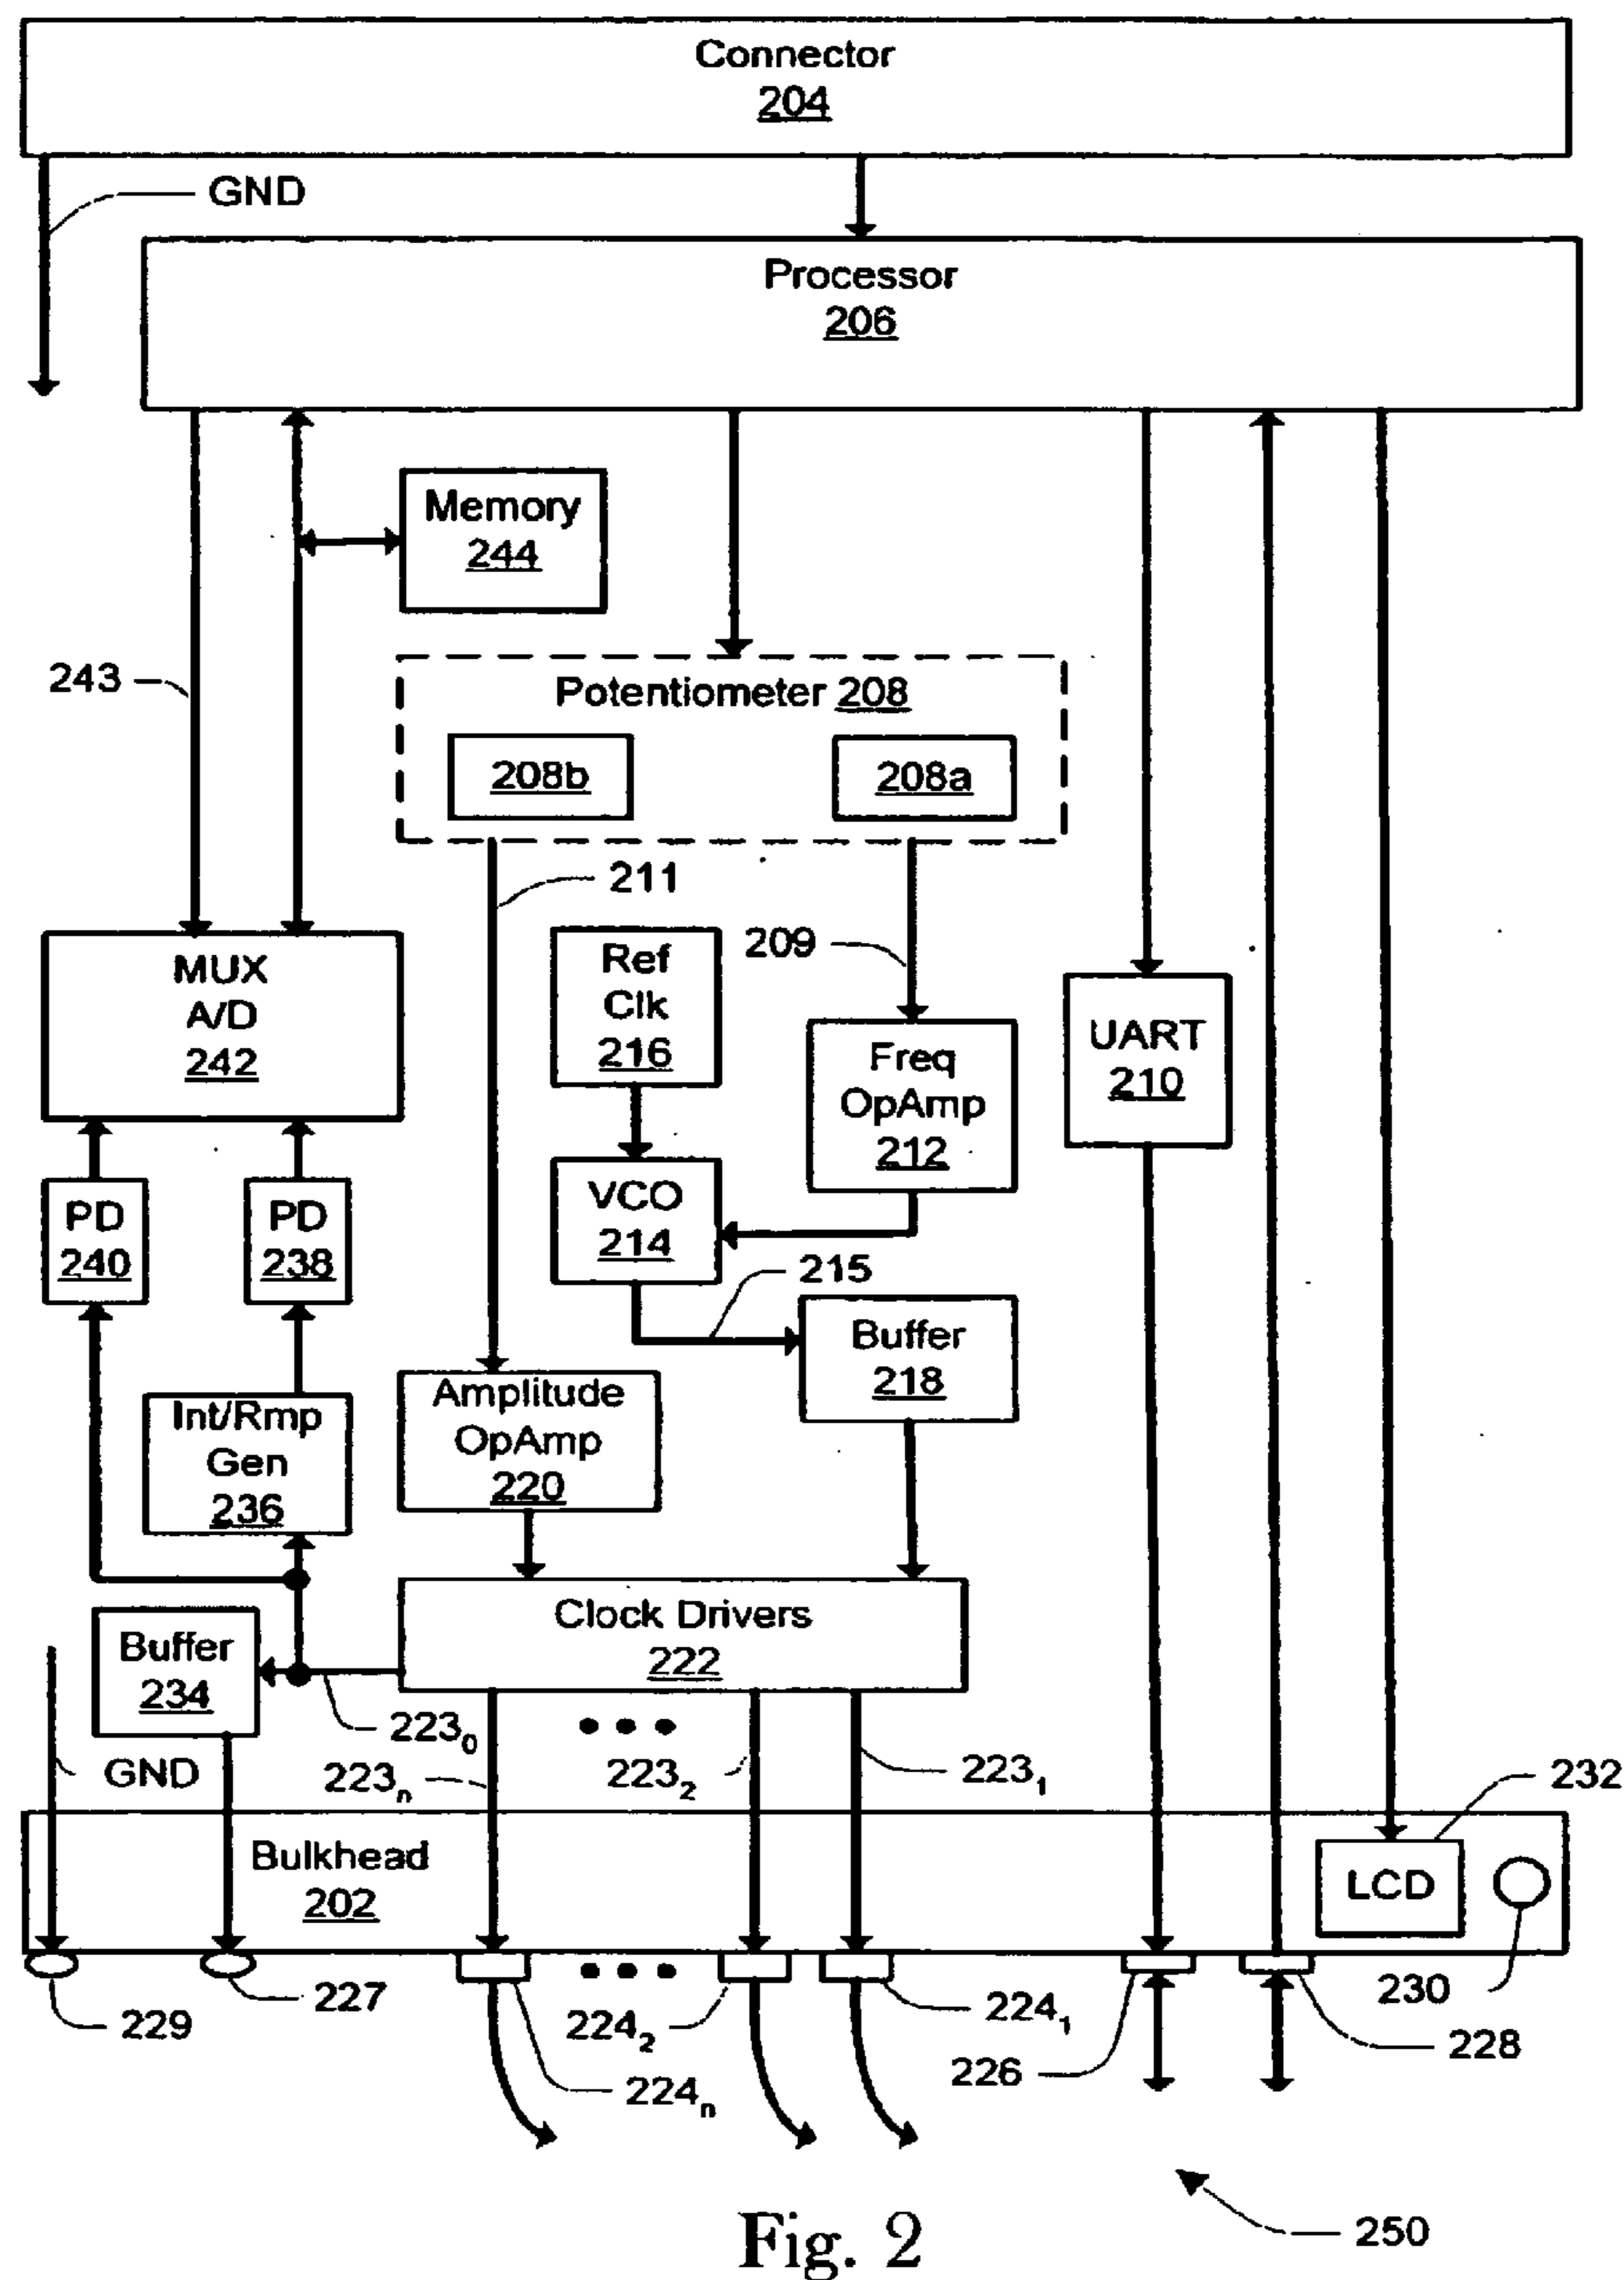 Connector
204
GND
Processor
206
Memory
244
243
Potentiometer 208
208b
208a
211
209
MUX
A/D
242
Ref
Clk
216
Freq
OpAmp
212
UART
210
PD
240
PD
238
VCO
214
215
Buffer
218
Int/Rmp
Gen
236
Amplitude
OpAmp
220
Clock Drivers
222
Buffer
234
223₀
GND
223ₙ
223₂
223₁
232
Bulkhead
202
LCD
230
229
227
224₂
224₁
226
228
224ₙ
250
Fig. 2